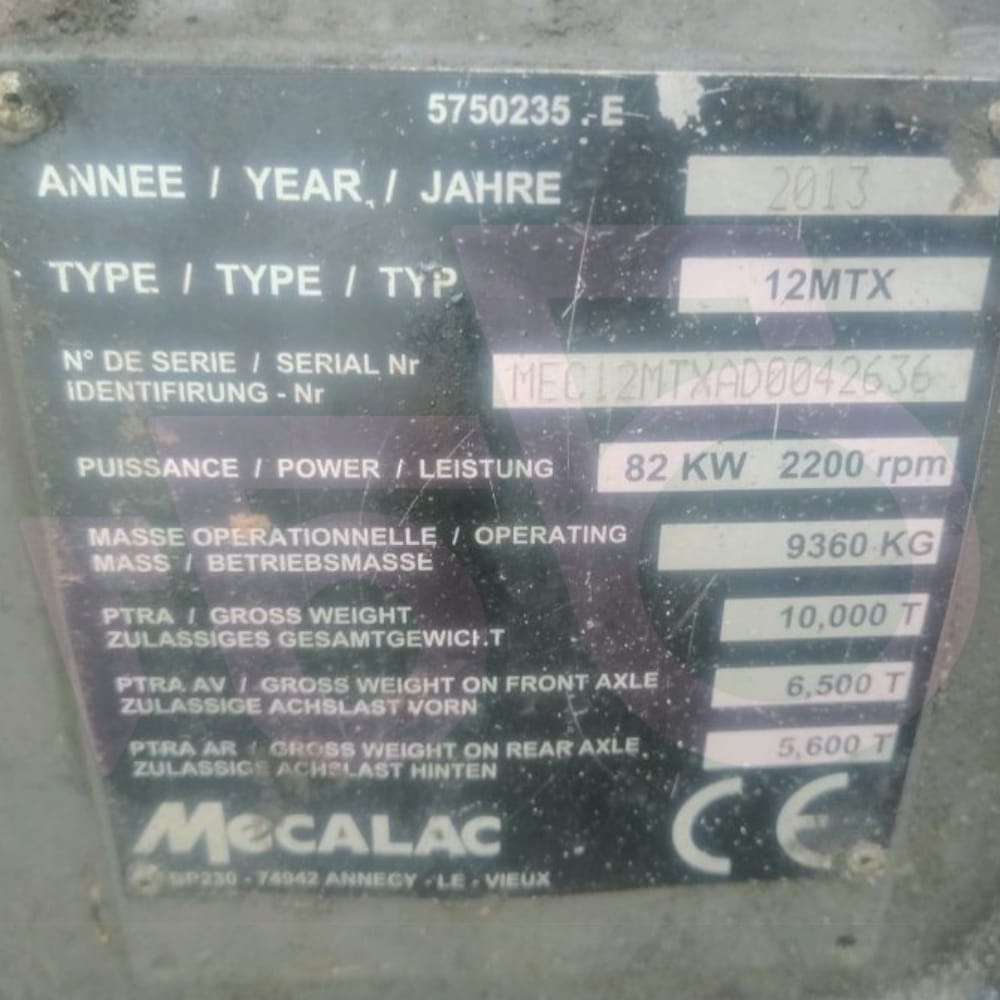 5750235 .E
ANNEE / YEAR / JAHRE 2013
TYPE / TYPE / TYP 12MTX
N° DE SERIE / SERIAL Nr MEC12MTXAD0042636
IDENTIFIRUNG - Nr
PUISSANCE / POWER / LEISTUNG 82 KW 2200 rpm
MASSE OPERATIONNELLE / OPERATING 9360 KG
MASS / BETRIEBSMASSE
PTRA / GROSS WEIGHT 10,000 T
ZULASSIGES GESAMTGEWICHT
PTRA AV / GROSS WEIGHT ON FRONT AXLE 6,500 T
ZULASSIGE ACHSLAST VORN
PTRA AR / GROSS WEIGHT ON REAR AXLE 5,600 T
ZULASSIGE ACHSLAST HINTEN
MECALAC CE
BP230 - 74942 ANNECY - LE - VIEUX